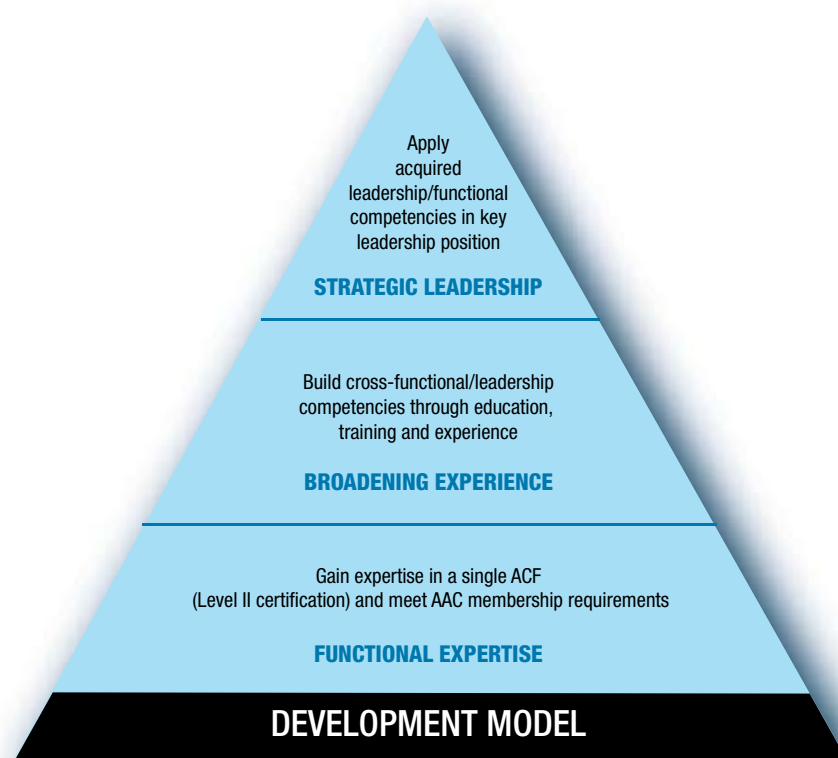 Apply
acquired
leadership/functional
competencies in key
leadership position
STRATEGIC LEADERSHIP
Build cross-functional/leadership
competencies through education,
training and experience
BROADENING EXPERIENCE
Gain expertise in a single ACF
(Level II certification) and meet AAC membership requirements
FUNCTIONAL EXPERTISE
DEVELOPMENT MODEL